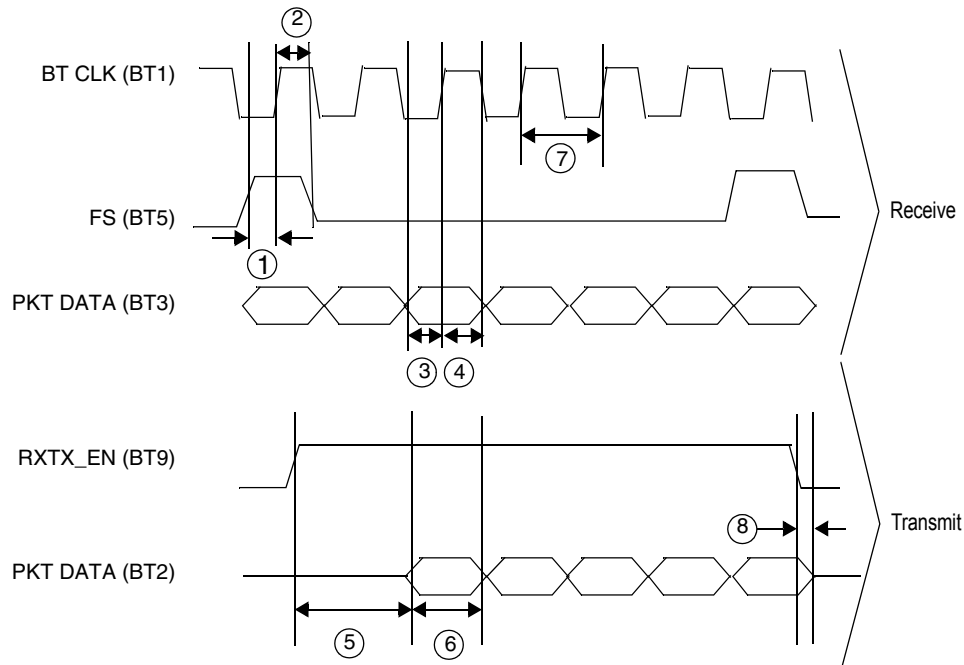 2
BT CLK (BT1)
7
FS (BT5)
Receive
1
PKT DATA (BT3)
3 4
RXTX_EN (BT9)
8
Transmit
PKT DATA (BT2)
5 6